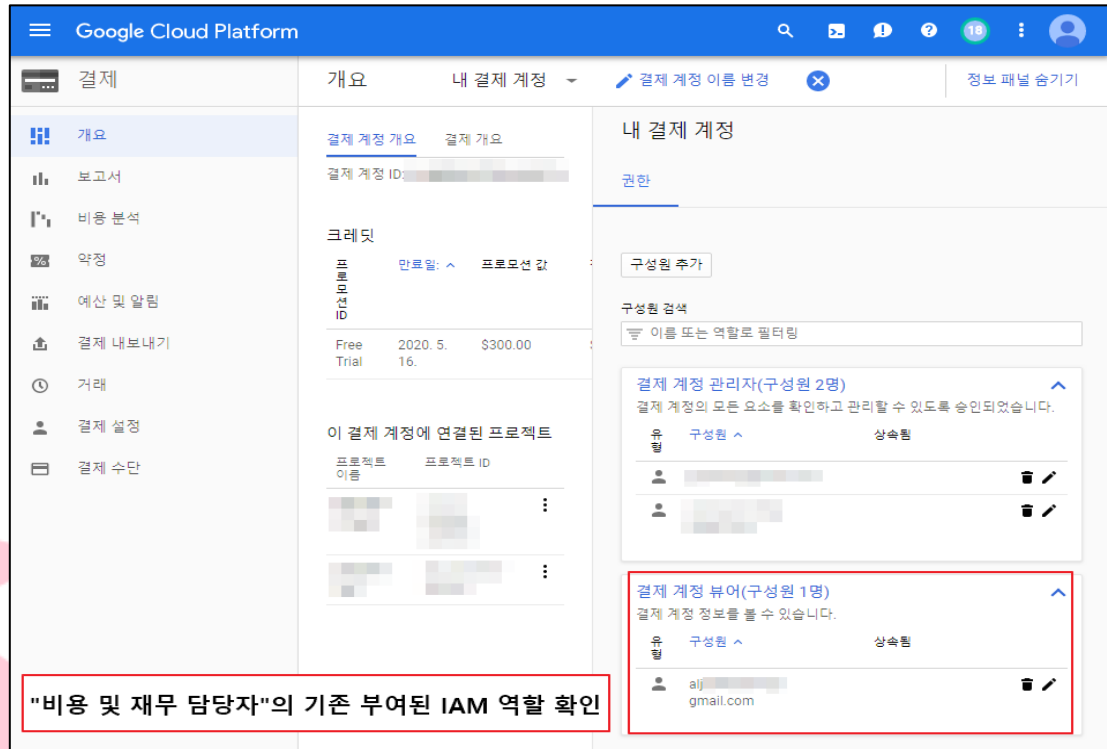 Google Cloud Platform
18
결제
개요
내 결제 계정
결제 계정 이름 변경
정보 패널 숨기기
개요
보고서
비용 분석
약정
예산 및 알림
결제 내보내기
거래
결제 설정
결제 수단
결제 계정 개요
결제 개요
결제 계정 ID:
크레딧
프로모션 ID
만료일:
프로모션 값
Free Trial
2020. 5. 16.
$300.00
이 결제 계정에 연결된 프로젝트
프로젝트 이름
프로젝트 ID
내 결제 계정
권한
구성원 추가
구성원 검색
이름 또는 역할로 필터링
결제 계정 관리자(구성원 2명)
결제 계정의 모든 요소를 확인하고 관리할 수 있도록 승인되었습니다.
유형
구성원
상속됨
결제 계정 뷰어(구성원 1명)
결제 계정 정보를 볼 수 있습니다.
유형
구성원
상속됨
alj
gmail.com
"비용 및 재무 담당자"의 기존 부여된 IAM 역할 확인